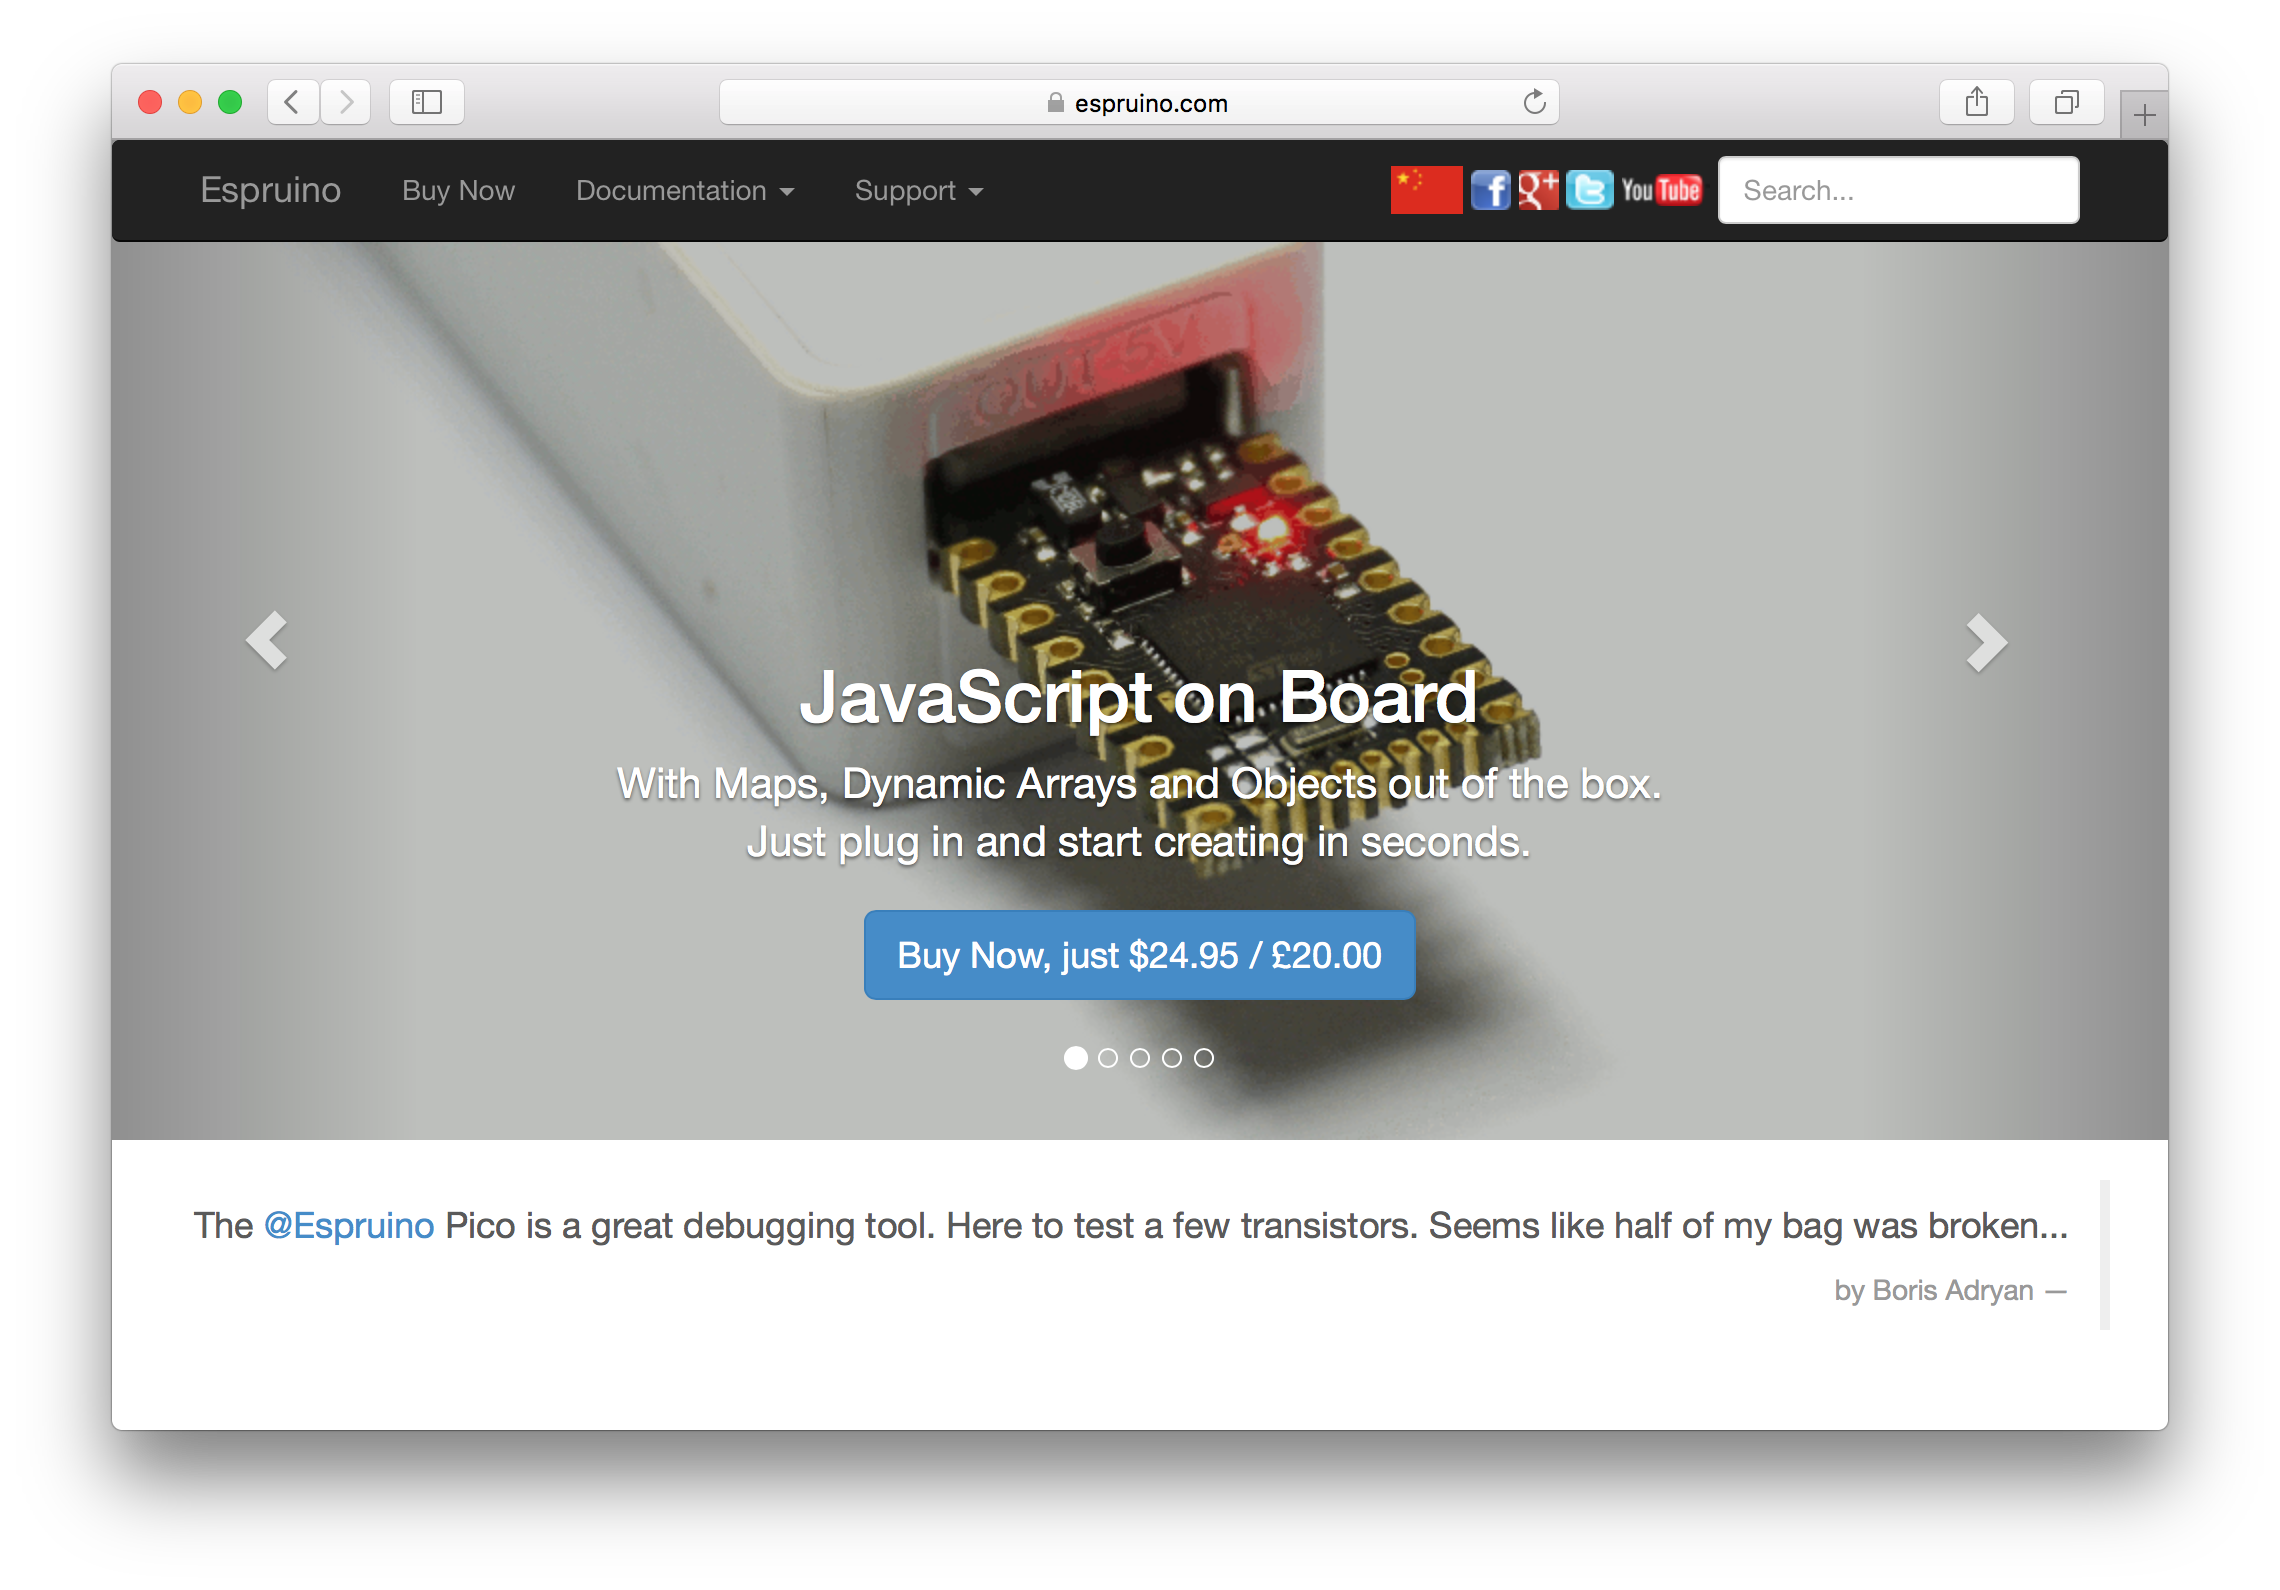 espruino.com
Espruino Buy Now Documentation Support You Tube Search...
OUT 5V
JavaScript on Board
With Maps, Dynamic Arrays and Objects out of the box.
Just plug in and start creating in seconds.
Buy Now, just $24.95 / £20.00
The @Espruino Pico is a great debugging tool. Here to test a few transistors. Seems like half of my bag was broken...
by Boris Adryan —